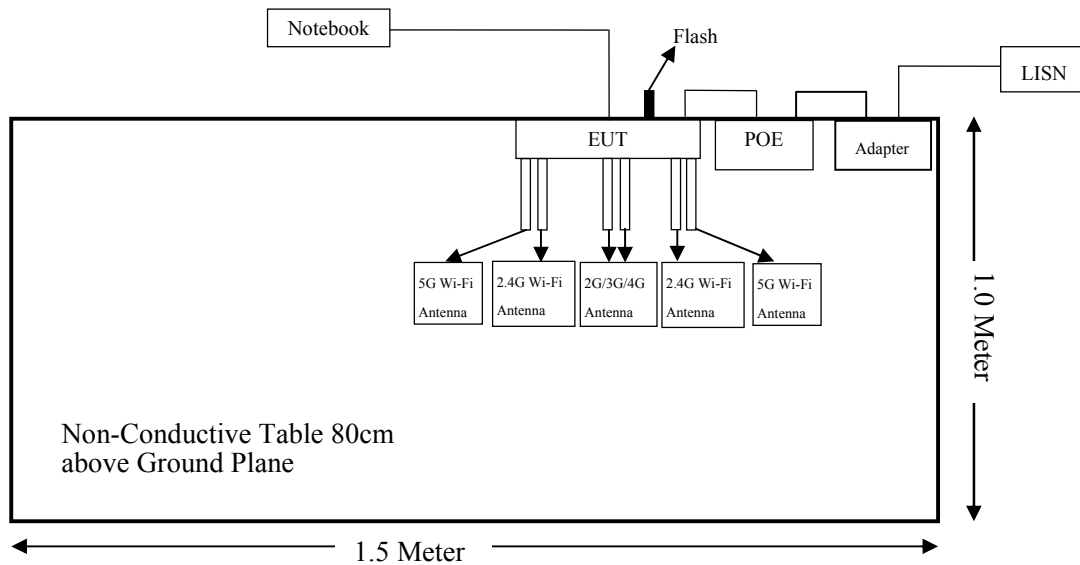 Notebook
Flash
LISN
EUT
POE
Adapter
5G Wi-Fi
Antenna
2.4G Wi-Fi
Antenna
2G/3G/4G
Antenna
2.4G Wi-Fi
Antenna
5G Wi-Fi
Antenna
1.0 Meter
Non-Conductive Table 80cm
above Ground Plane
1.5 Meter